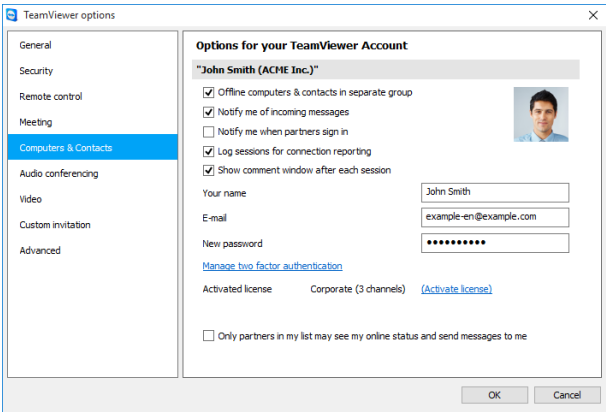 TeamViewer options
General
Security
Remote control
Meeting
Computers & Contacts
Audio conferencing
Video
Custom invitation
Advanced
Options for your TeamViewer Account
"John Smith (ACME Inc.)"
Offline computers & contacts in separate group
Notify me of incoming messages
Notify me when partners sign in
Log sessions for connection reporting
Show comment window after each session
Your name John Smith
E-mail example-en@example.com
New password ●●●●●●●●●●
Manage two factor authentication
Activated license Corporate (3 channels) (Activate license)
Only partners in my list may see my online status and send messages to me
OK Cancel